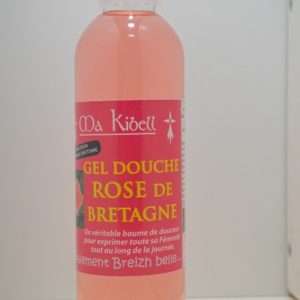 Ma Kibell
GEL DOUCHE
ROSE DE
BRETAGNE
Un véritable baume de douceur
pour exprimer toute sa Féminité
tout au long de la journée.
alement Breizh belle...